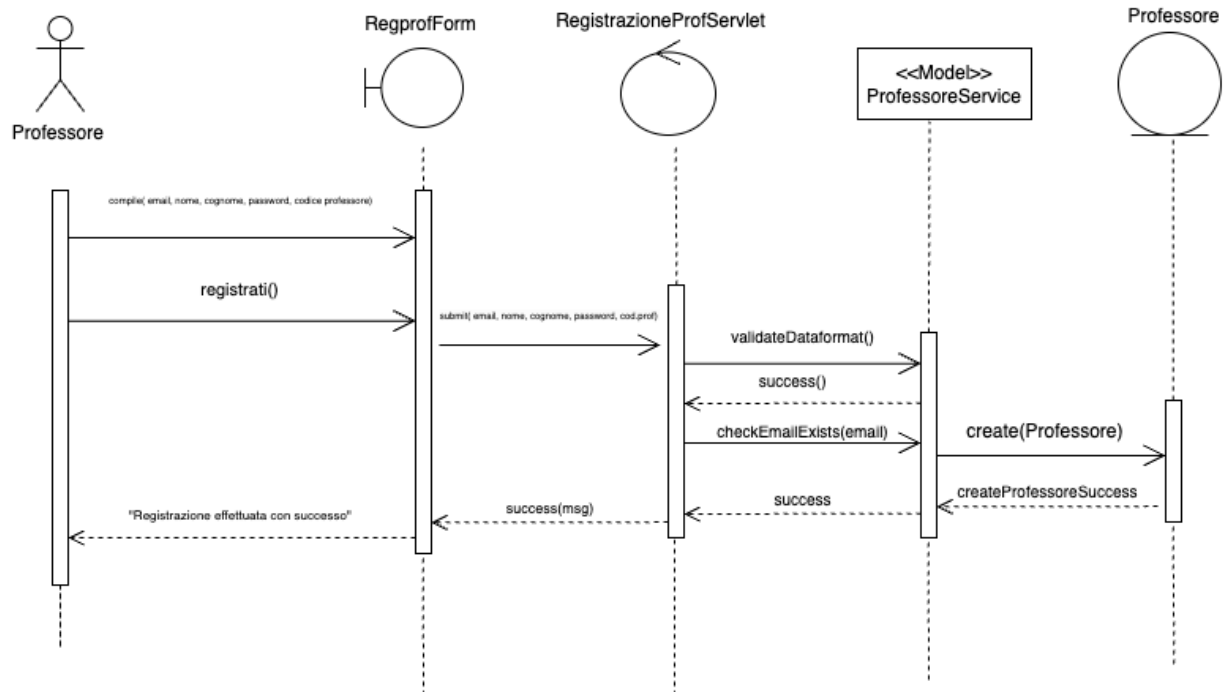 Professore
RegprofForm
RegistrazioneProfServlet
<<Model>>
ProfessoreService
Professore
compile( email, nome, cognome, password, codice professore)
registrati()
submit( email, nome, cognome, password, cod.prof)
validateDataformat()
success()
checkEmailExists(email)
create(Professore)
createProfessoreSuccess
success
success(msg)
"Registrazione effettuata con successo"